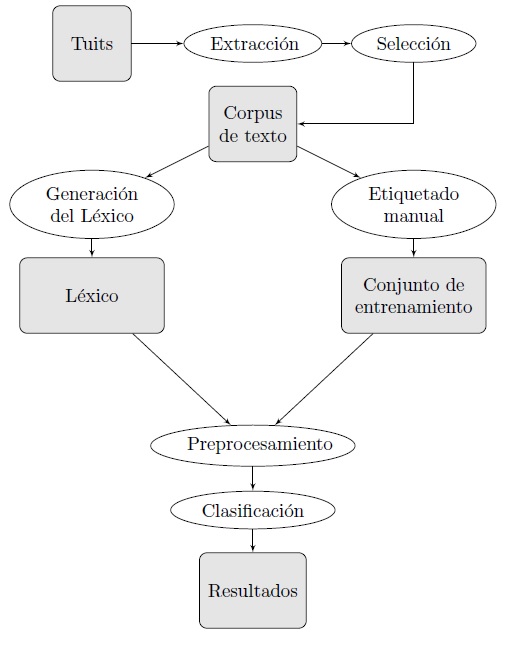 Tuits
Extracción
Selección
Corpus
de texto
Generación
del Léxico
Etiquetado
manual
Léxico
Conjunto de
entrenamiento
Preprocesamiento
Clasificación
Resultados